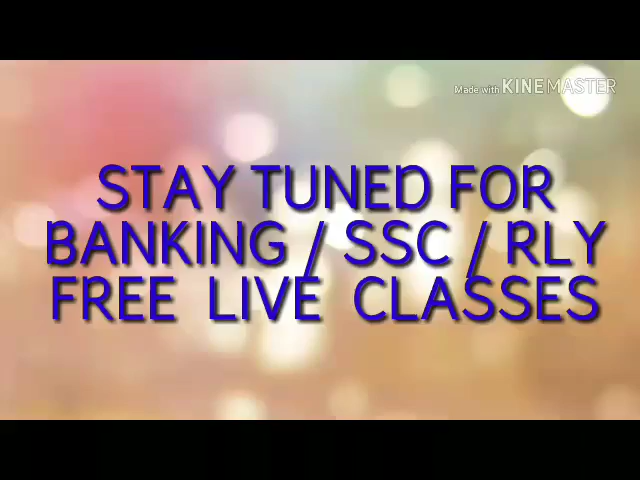 Made with KINEMASTER
STAY TUNED FOR
BANKING / SSC / RLY
FREE LIVE CLASSES